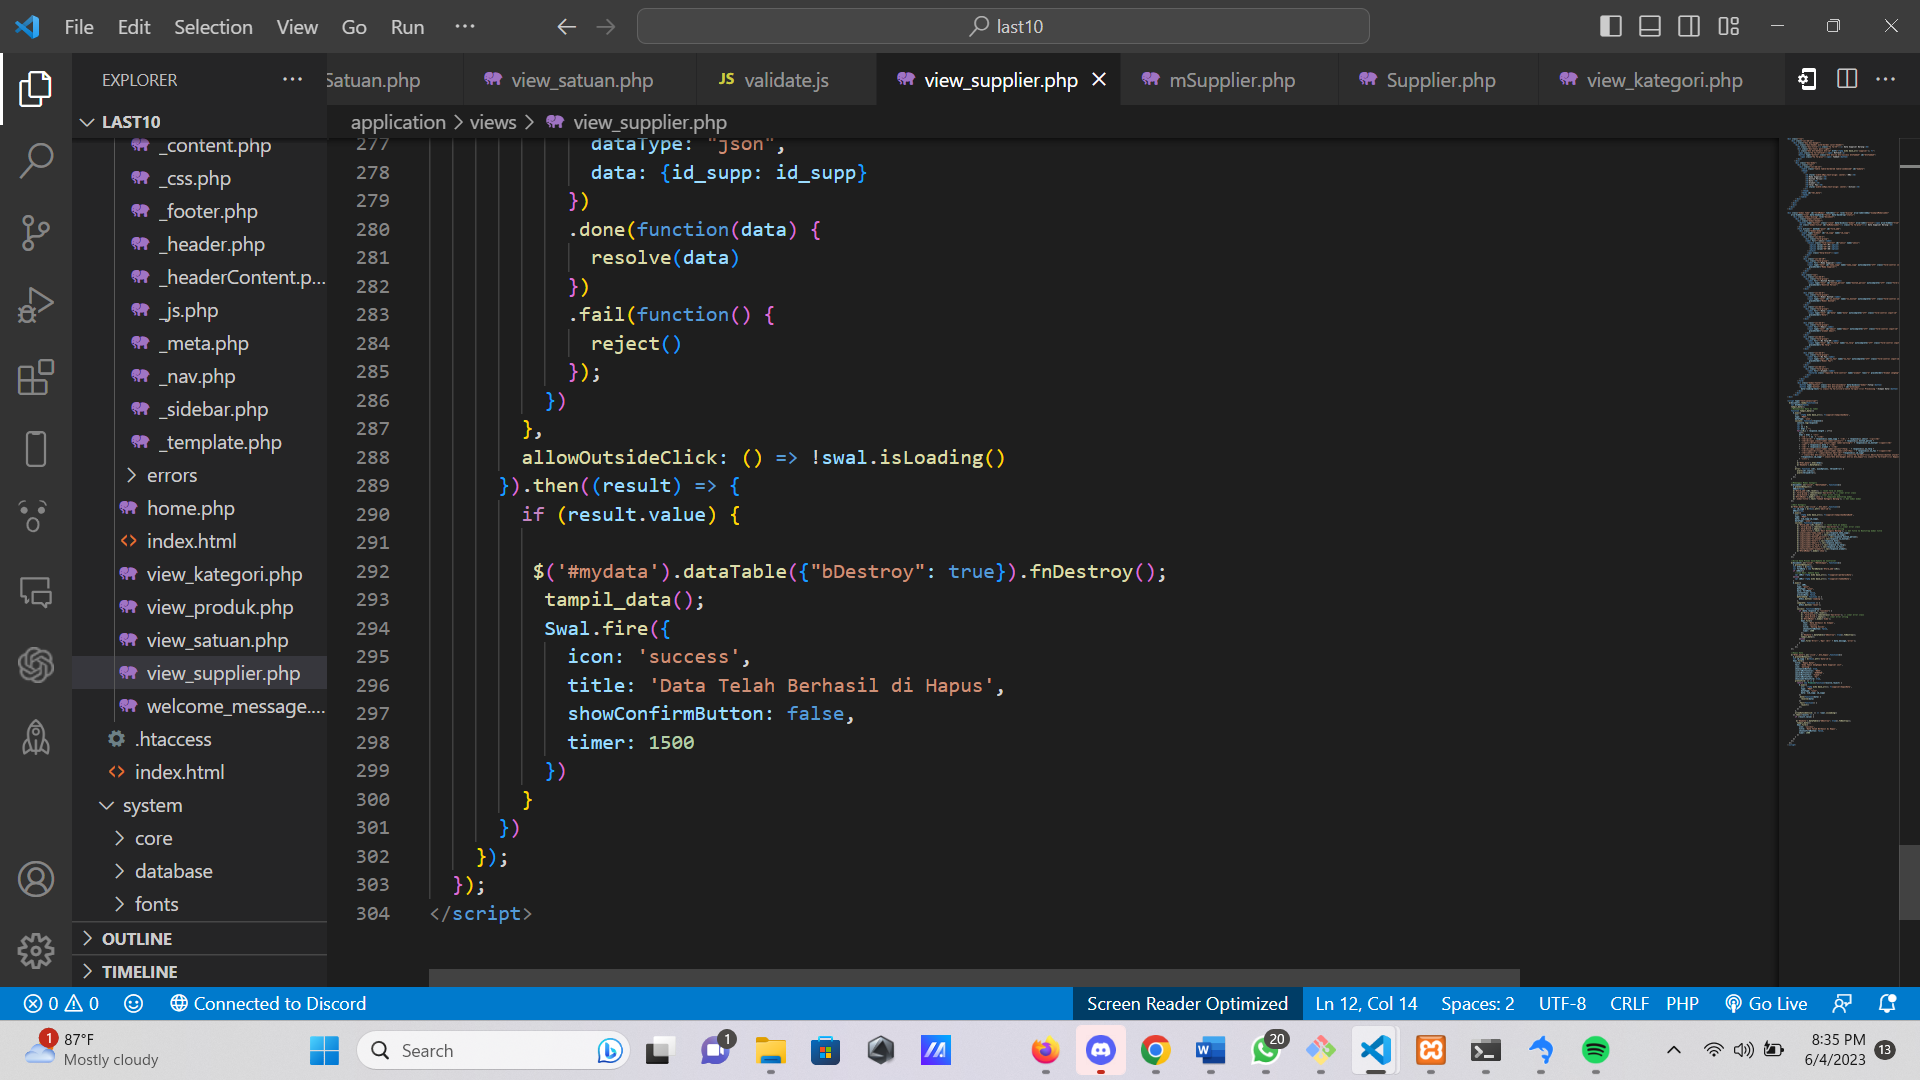 File Edit Selection View Go Run ···
last10
EXPLORER ···
Satuan.php
view_satuan.php
JS validate.js
view_supplier.php
mSupplier.php
Supplier.php
view_kategori.php
application > views > view_supplier.php
LAST10
_content.php
_css.php
_footer.php
_header.php
_headerContent.p...
_js.php
_meta.php
_nav.php
_sidebar.php
_template.php
errors
home.php
index.html
view_kategori.php
view_produk.php
view_satuan.php
view_supplier.php
welcome_message....
.htaccess
index.html
system
core
database
fonts
OUTLINE
TIMELINE
277 dataType: "json",
278 data: {id_supp: id_supp}
279 })
280 .done(function(data) {
281 resolve(data)
282 })
283 .fail(function() {
284 reject()
285 });
286 })
287 },
288 allowOutsideClick: () => !swal.isLoading()
289 }).then((result) => {
290 if (result.value) {
291
292 $('#mydata').dataTable({"bDestroy": true}).fnDestroy();
293 tampil_data();
294 Swal.fire({
295 icon: 'success',
296 title: 'Data Telah Berhasil di Hapus',
297 showConfirmButton: false,
298 timer: 1500
299 })
300 }
301 })
302 });
303 });
304 </script>
0 0 Connected to Discord
Screen Reader Optimized Ln 12, Col 14 Spaces: 2 UTF-8 CRLF PHP Go Live
1 87°F
Mostly cloudy
Search
1
20
8:35 PM
6/4/2023
13